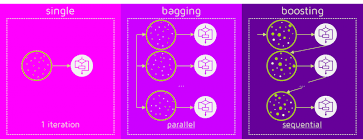 single
bagging
boosting
...
...
1 iteration
parallel
sequential